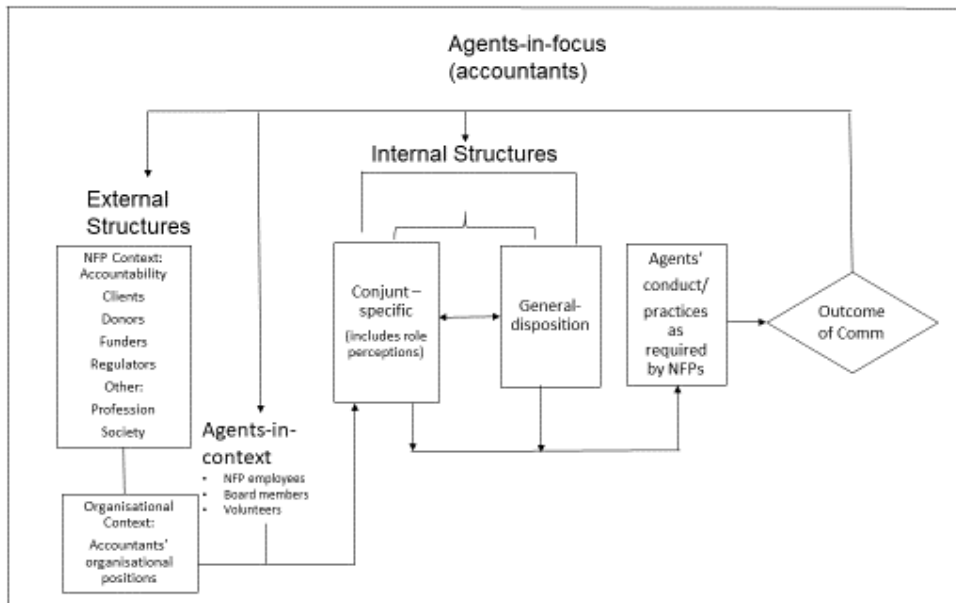 Agents-in-focus
(accountants)
Internal Structures
External
Structures
NFP Context:
Accountability
Clients
Donors
Funders
Regulators
Other:
Profession
Society
Organisational
Context:
Accountants'
organisational
positions
Agents-in-
context
• NFP employees
• Board members
• Volunteers
Conjunt –
specific
(includes role
perceptions)
General-
disposition
Agents'
conduct/
practices
as
required
by NFPs
Outcome
of Comm